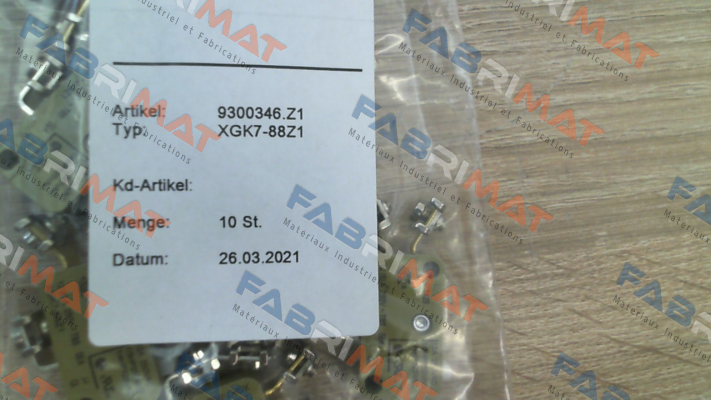 Artikel: 9300346.Z1
Typ: XGK7-88Z1
Kd-Artikel:
Menge: 10 St.
Datum: 26.03.2021
FABRIMAT
Materiaux Industriel et Fabrications